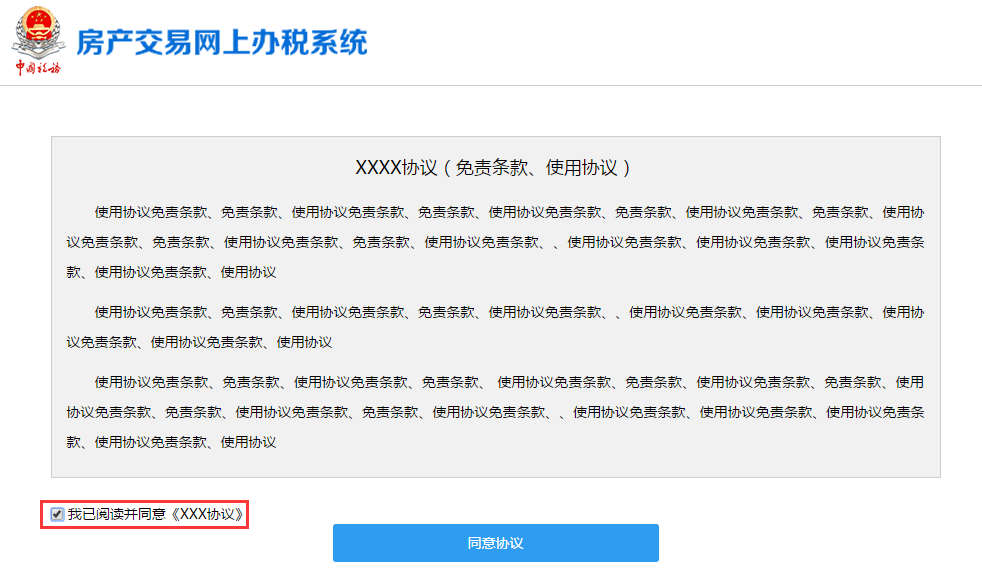 中国税务
房产交易网上办税系统
XXXX协议（免责条款、使用协议）
使用协议免责条款、免责条款、使用协议免责条款、免责条款、使用协议免责条款、免责条款、使用协议免责条款、免责条款、使用协
议免责条款、免责条款、使用协议免责条款、免责条款、使用协议免责条款、、使用协议免责条款、使用协议免责条款、使用协议免责条
款、使用协议免责条款、使用协议
使用协议免责条款、免责条款、使用协议免责条款、免责条款、使用协议免责条款、、使用协议免责条款、使用协议免责条款、使用协
议免责条款、使用协议免责条款、使用协议
使用协议免责条款、免责条款、使用协议免责条款、免责条款、 使用协议免责条款、免责条款、使用协议免责条款、免责条款、使用
协议免责条款、免责条款、使用协议免责条款、免责条款、使用协议免责条款、、使用协议免责条款、使用协议免责条款、使用协议免责条
款、使用协议免责条款、使用协议
我已阅读并同意《XXX协议》
同意协议